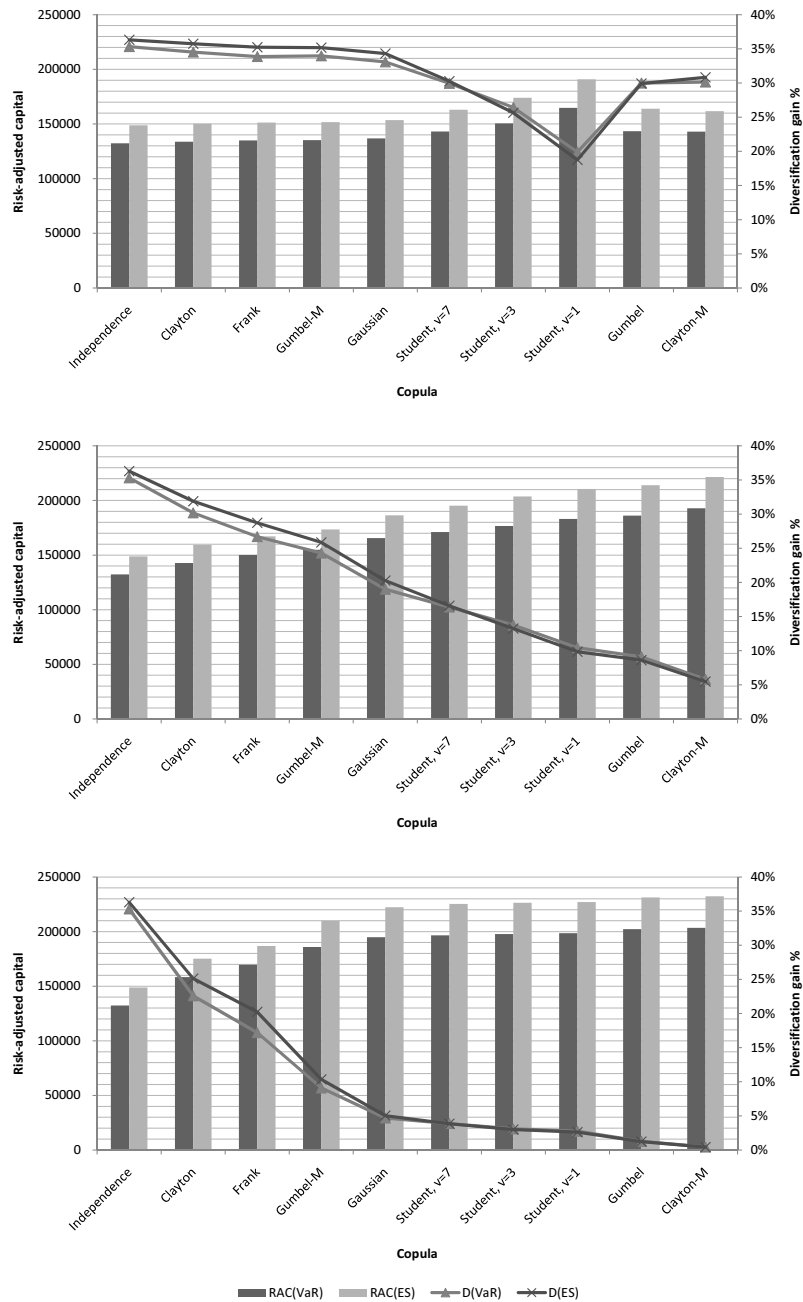 250000
200000
150000
100000
50000
0
40%
35%
30%
25%
20%
15%
10%
5%
0%
Risk-adjusted capital
Diversification gain %
Independence
Clayton
Frank
Gumbel-M
Gaussian
Student, v=7
Student, v=3
Student, v=1
Gumbel
Clayton-M
Copula
250000
200000
150000
100000
50000
0
40%
35%
30%
25%
20%
15%
10%
5%
0%
Risk-adjusted capital
Diversification gain %
Independence
Clayton
Frank
Gumbel-M
Gaussian
Student, v=7
Student, v=3
Student, v=1
Gumbel
Clayton-M
Copula
250000
200000
150000
100000
50000
0
40%
35%
30%
25%
20%
15%
10%
5%
0%
Risk-adjusted capital
Diversification gain %
Independence
Clayton
Frank
Gumbel-M
Gaussian
Student, v=7
Student, v=3
Student, v=1
Gumbel
Clayton-M
Copula
RAC(VaR) RAC(ES) D(VaR) D(ES)